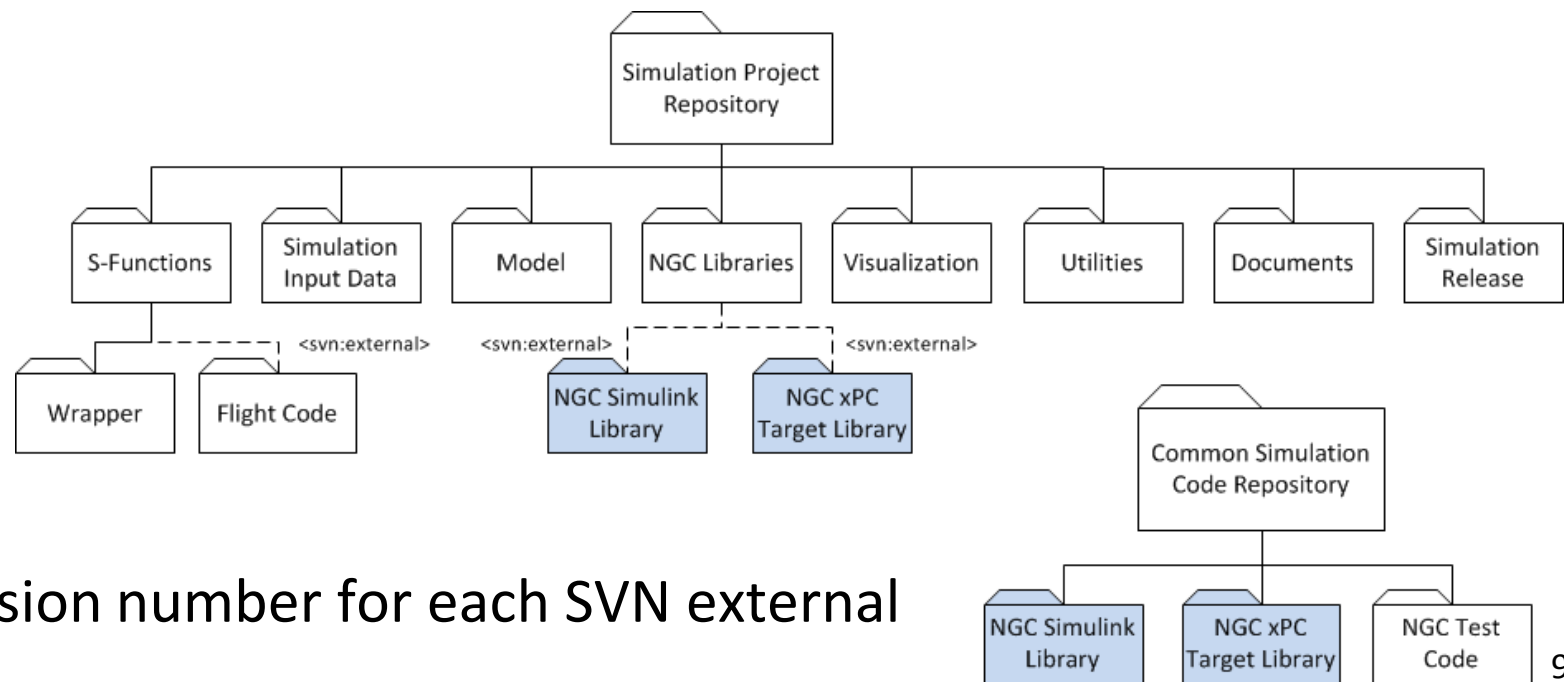 Simulation Project
Repository
S-Functions
Simulation
Input Data
Model
NGC Libraries
Visualization
Utilities
Documents
Simulation
Release
<svn:external>
<svn:external>
<svn:external>
Wrapper
Flight Code
NGC Simulink
Library
NGC xPC
Target Library
Common Simulation
Code Repository
NGC Simulink
Library
NGC xPC
Target Library
NGC Test
Code
number for each SVN external